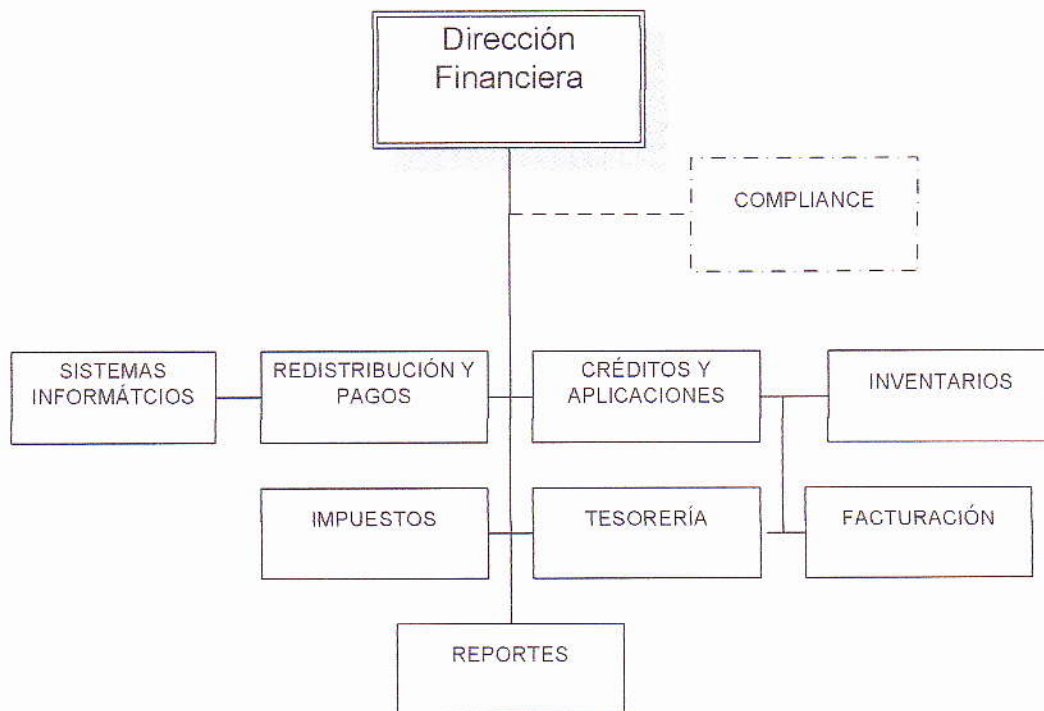 Dirección
Financiera
COMPLIANCE
SISTEMAS
INFORMÁTCIOS
REDISTRIBUCIÓN Y
PAGOS
CRÉDITOS Y
APLICACIONES
INVENTARIOS
IMPUESTOS
TESORERÍA
FACTURACIÓN
REPORTES